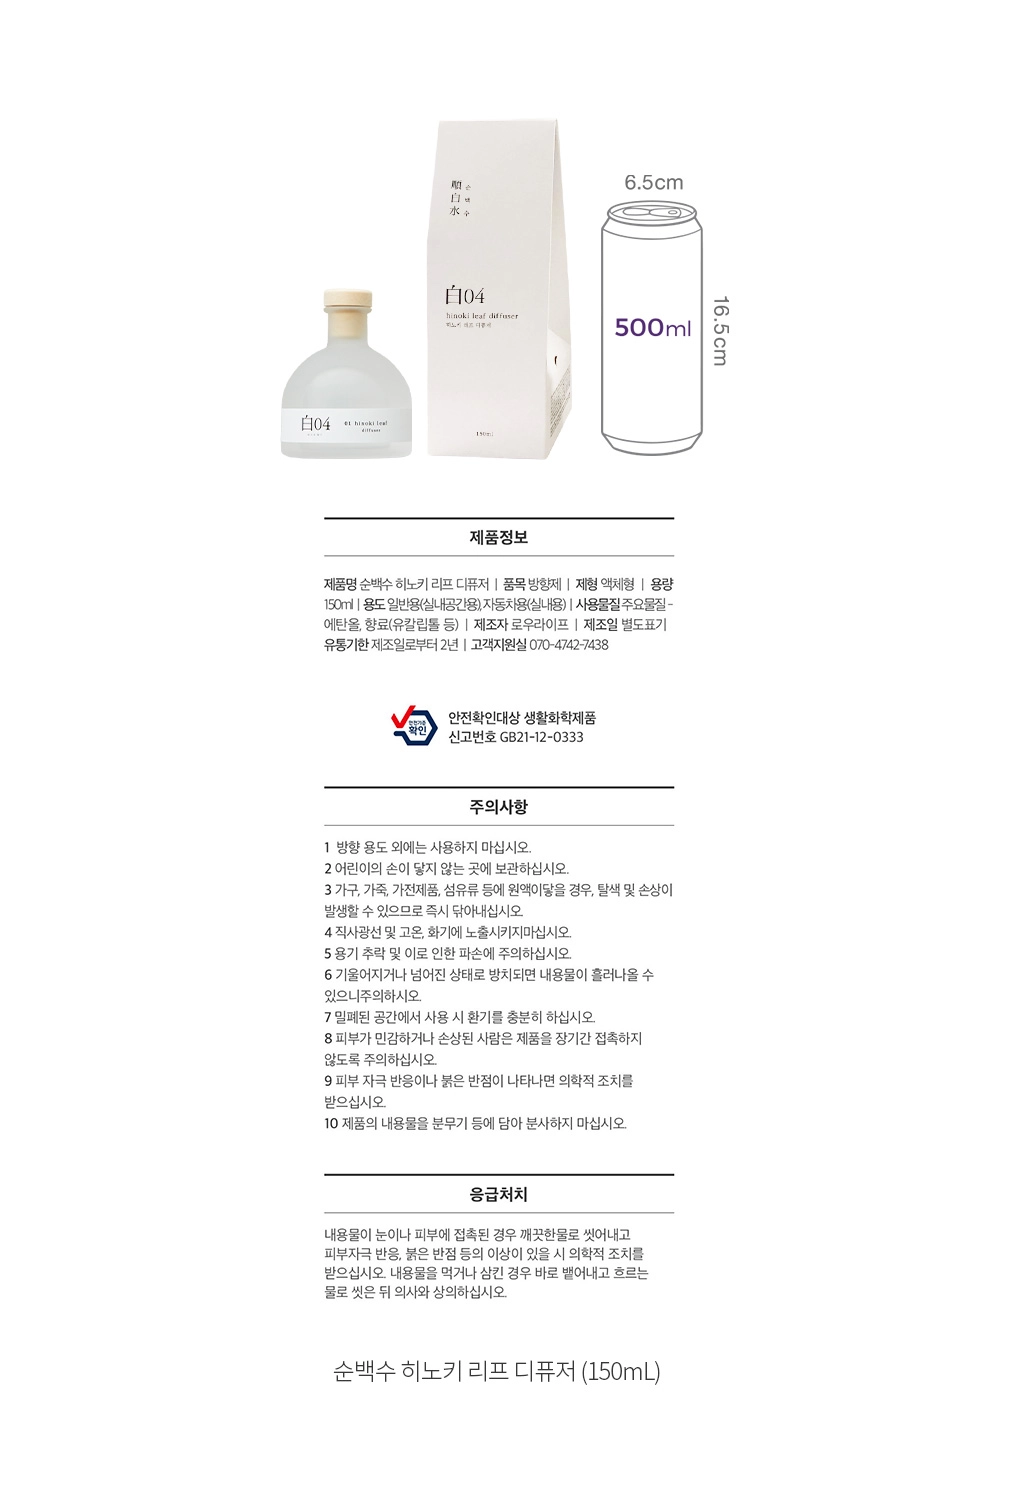 6.5cm
順 순
白 백
水 수
白04
hinoki leaf diffuser
히노키 리프 디퓨저
150ml
500ml
16.5cm
白04
01 hinoki leaf
diffuser
제품정보
제품명 순백수 히노키 리프 디퓨저 | 품목 방향제 | 제형 액체형 | 용량
150ml | 용도 일반용(실내공간용), 자동차용(실내용) | 사용물질 주요물질 -
에탄올, 향료(유칼립톨 등) | 제조자 로우라이프 | 제조일 별도표기
유통기한 제조일로부터 2년 | 고객지원실 070-4742-7438
안전기준
확인
안전확인대상 생활화학제품
신고번호 GB21-12-0333
주의사항
1 방향 용도 외에는 사용하지 마십시오.
2 어린이의 손이 닿지 않는 곳에 보관하십시오.
3 가구, 가죽, 가전제품, 섬유류 등에 원액이닿을 경우, 탈색 및 손상이
발생할 수 있으므로 즉시 닦아내십시오.
4 직사광선 및 고온, 화기에 노출시키지마십시오.
5 용기 추락 및 이로 인한 파손에 주의하십시오.
6 기울어지거나 넘어진 상태로 방치되면 내용물이 흘러나올 수
있으니주의하시오.
7 밀폐된 공간에서 사용 시 환기를 충분히 하십시오.
8 피부가 민감하거나 손상된 사람은 제품을 장기간 접촉하지
않도록 주의하십시오.
9 피부 자극 반응이나 붉은 반점이 나타나면 의학적 조치를
받으십시오.
10 제품의 내용물을 분무기 등에 담아 분사하지 마십시오.
응급처치
내용물이 눈이나 피부에 접촉된 경우 깨끗한물로 씻어내고
피부자극 반응, 붉은 반점 등의 이상이 있을 시 의학적 조치를
받으십시오. 내용물을 먹거나 삼킨 경우 바로 뱉어내고 흐르는
물로 씻은 뒤 의사와 상의하십시오.
순백수 히노키 리프 디퓨저 (150mL)